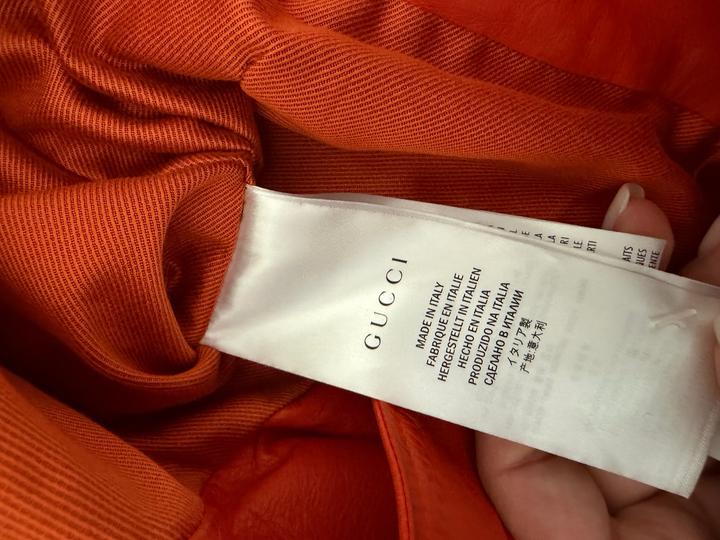 GUCCI
MADE IN ITALY
FABRIQUE EN ITALIE
HERGESTELLT IN ITALIEN
HECHO EN ITALIA
PRODUZIDO NA ITALIA
СДЕЛАНО В ИТАЛИИ
イタリア製
产地:意大利